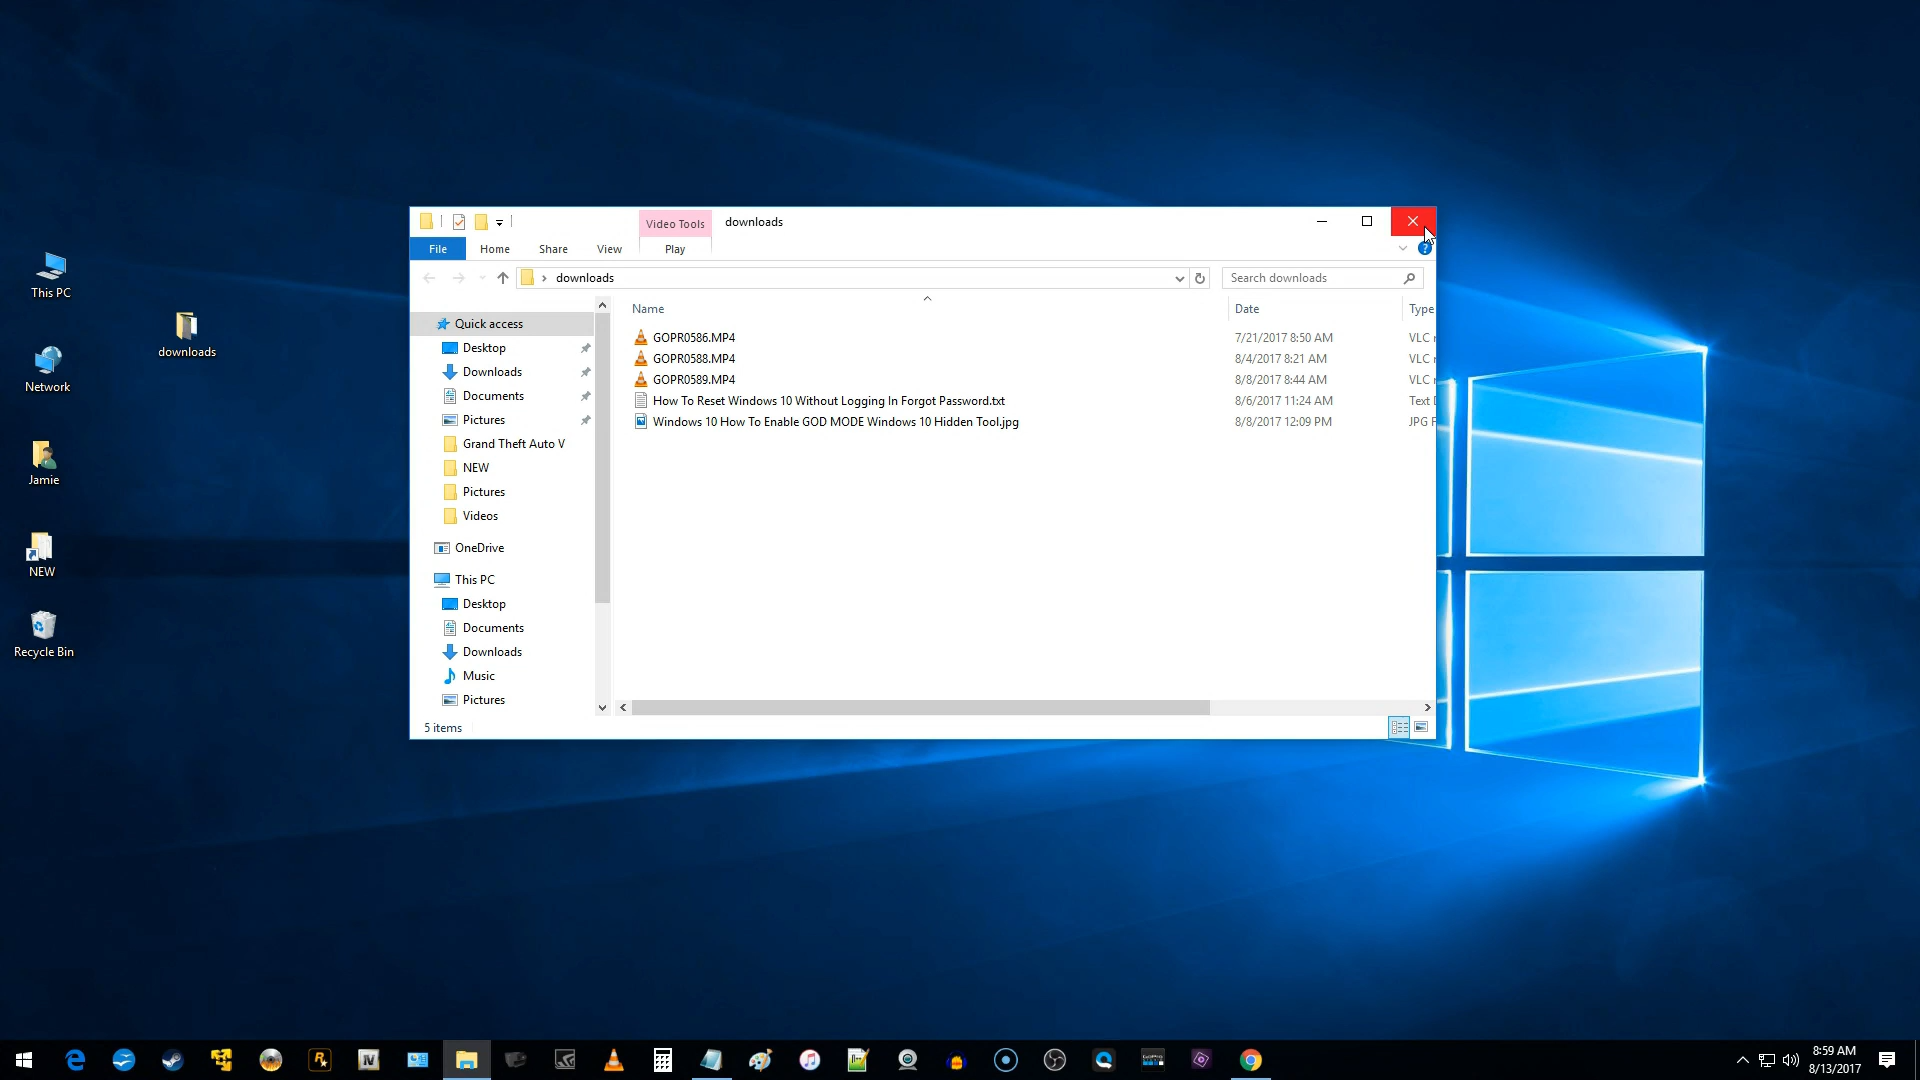 This PC
Network
Jamie
NEW
Recycle Bin
downloads
Video Tools
downloads
File
Home
Share
View
Play
downloads
Search downloads
Quick access
Desktop
Downloads
Documents
Pictures
Grand Theft Auto V
NEW
Pictures
Videos
OneDrive
This PC
Desktop
Documents
Downloads
Music
Pictures
Name
Date
Type
GOPR0586.MP4 7/21/2017 8:50 AM VLC
GOPR0588.MP4 8/4/2017 8:21 AM VLC
GOPR0589.MP4 8/8/2017 8:44 AM VLC
How To Reset Windows 10 Without Logging In Forgot Password.txt 8/6/2017 11:24 AM Text
Windows 10 How To Enable GOD MODE Windows 10 Hidden Tool.jpg 8/8/2017 12:09 PM JPG
5 items
8:59 AM
8/13/2017